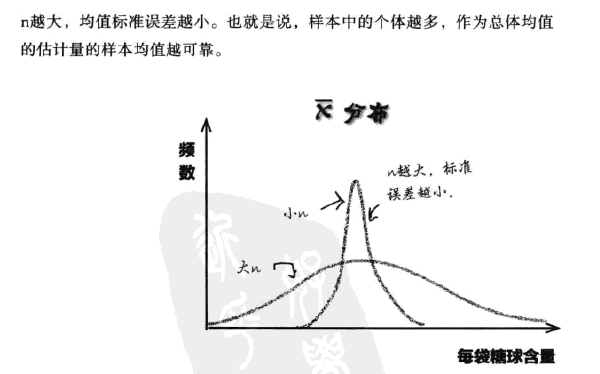 n越大，均值标准误差越小。也就是说，样本中的个体越多，作为总体均值
的估计量的样本均值越可靠。
x̄ 分布
频
数
n越大，标准
误差越小.
小n
大n
每袋糖球含量